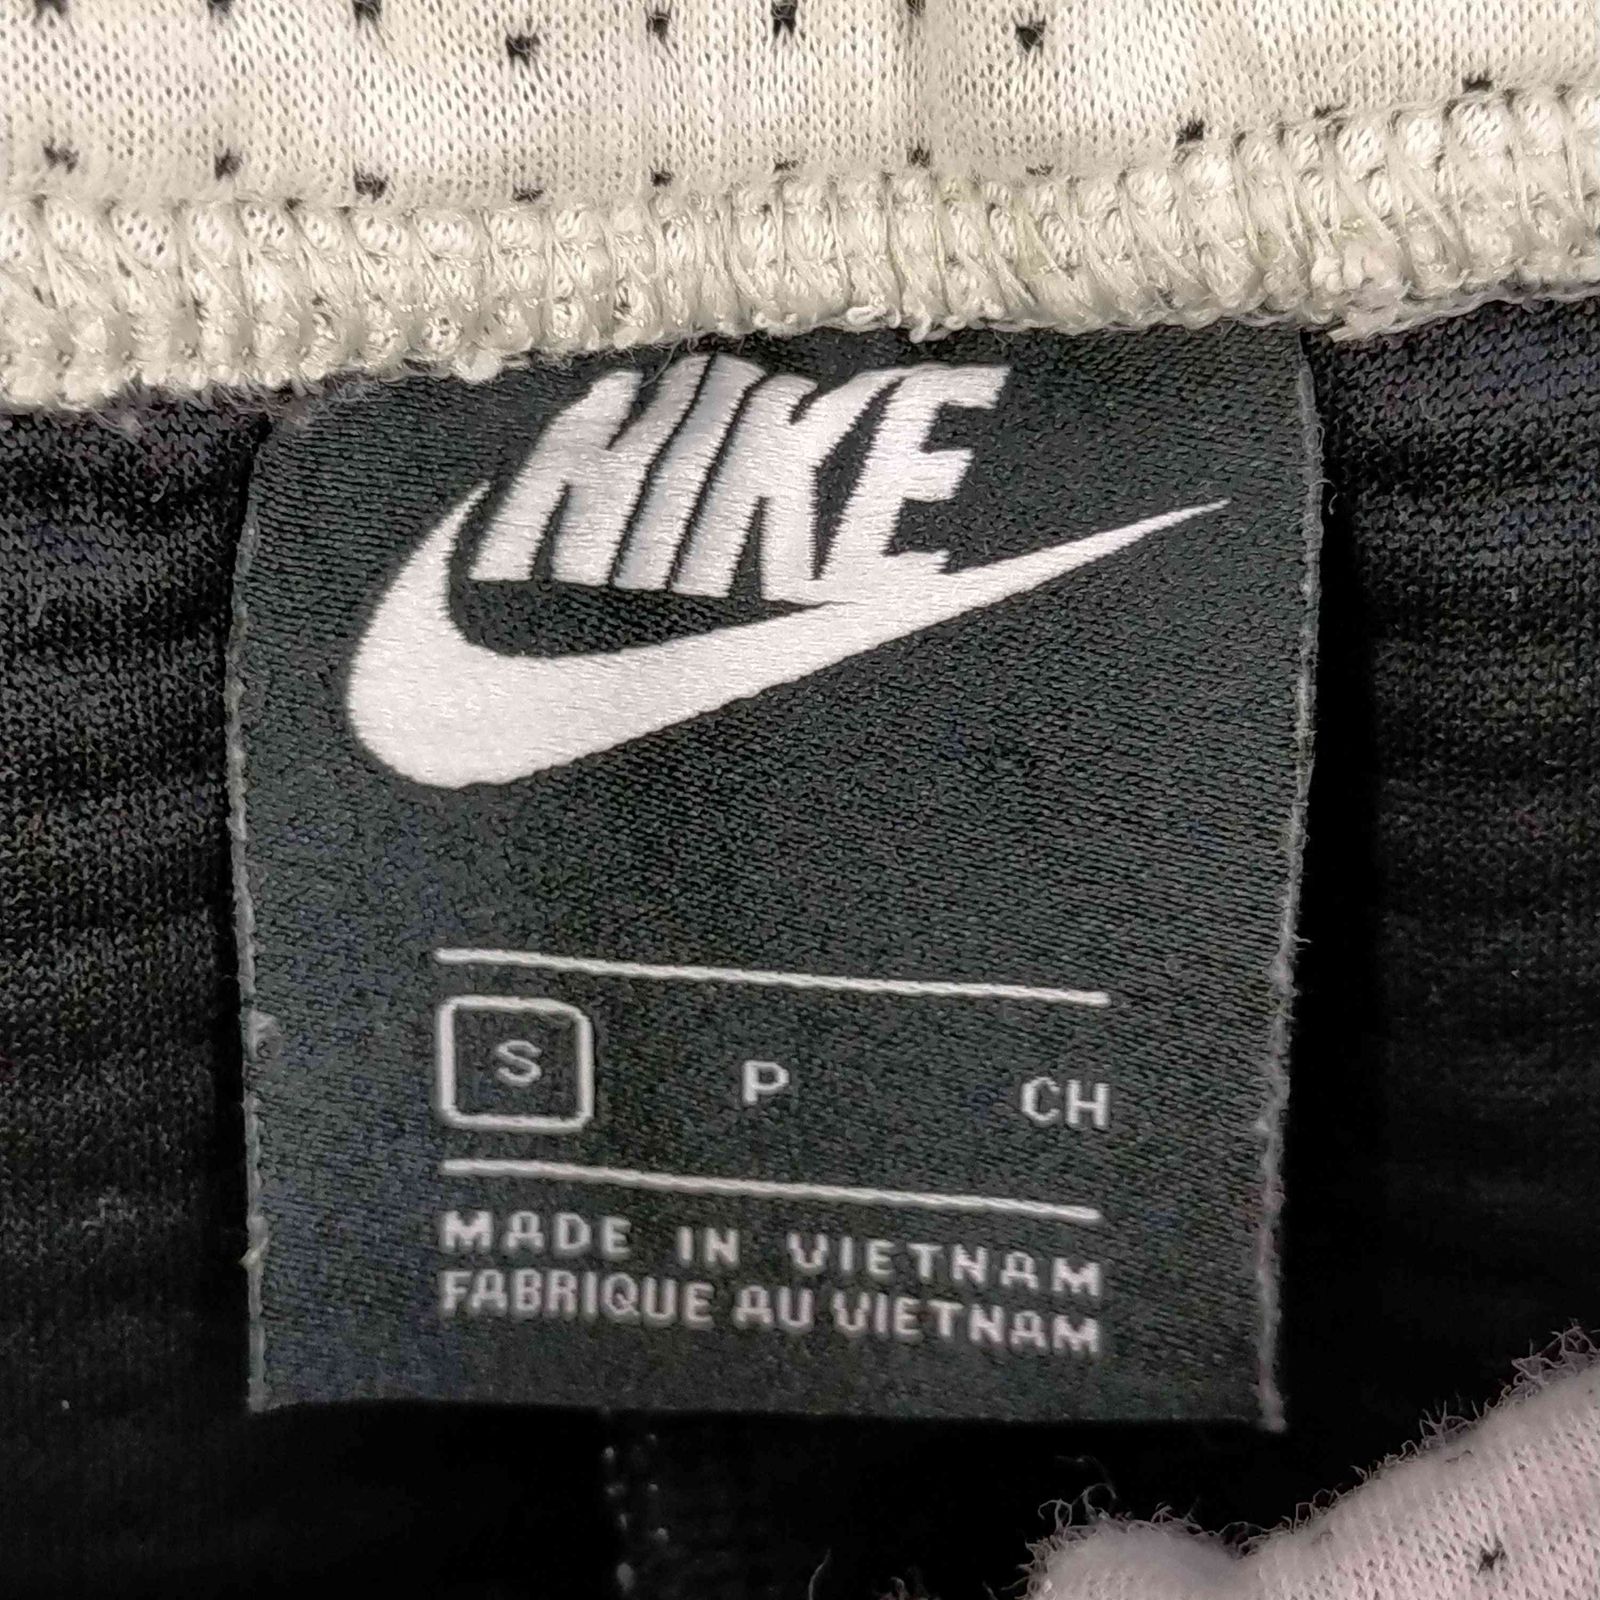 NIKE
S P CH
MADE IN VIETNAM
FABRIQUE AU VIETNAM